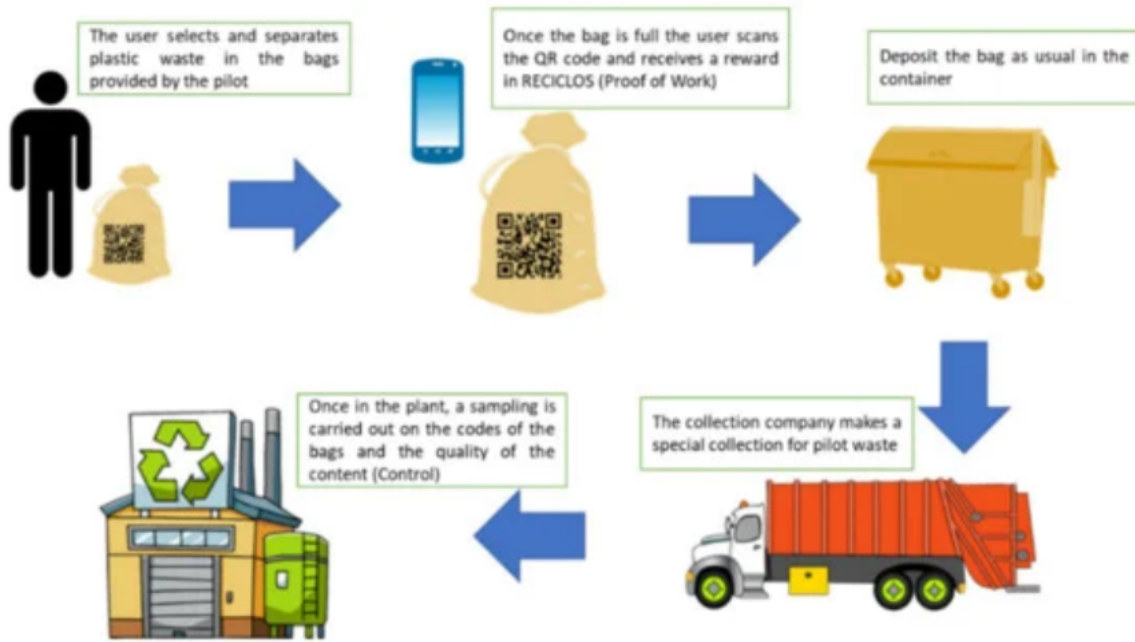 The user selects and separates
plastic waste in the bags
provided by the pilot
Once the bag is full the user scans
the QR code and receives a reward
in RECICLOS (Proof of Work)
Deposit the bag as usual in the
container
The collection company makes a
special collection for pilot waste
Once in the plant, a sampling is
carried out on the codes of the
bags and the quality of the
content (Control)